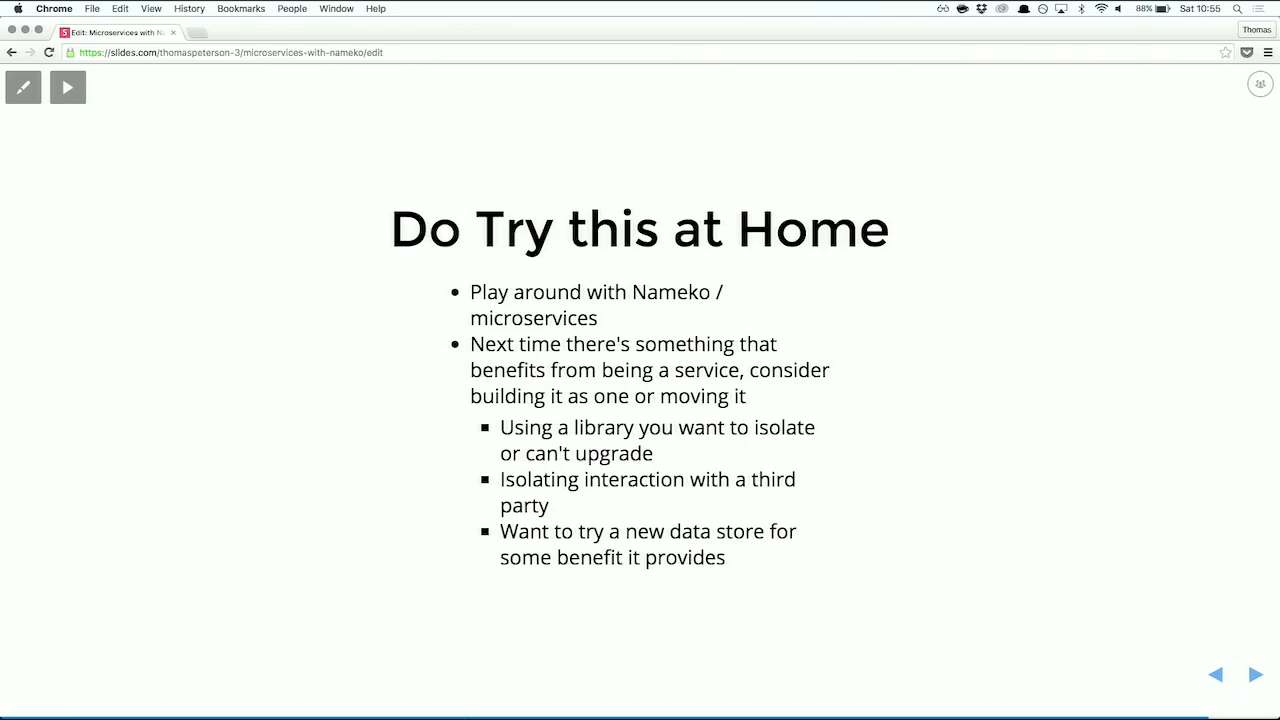 Chrome File Edit View History Bookmarks People Window Help 88% Sat 10:55
Edit: Microservices with N
Thomas
https://slides.com/thomaspeterson-3/microservices-with-nameko/edit
Do Try this at Home
Play around with Nameko /
microservices
Next time there's something that
benefits from being a service, consider
building it as one or moving it
Using a library you want to isolate
or can't upgrade
Isolating interaction with a third
party
Want to try a new data store for
some benefit it provides